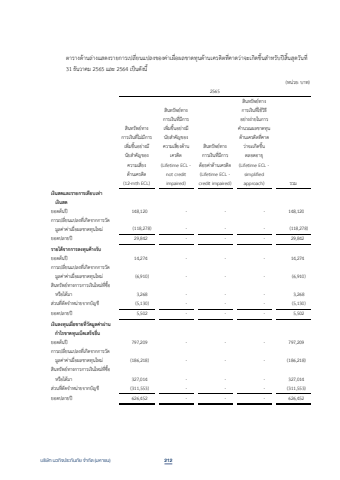 ตารางด้านล่างแสดงรายการเปลี่ยนแปลงของค่าเผื่อผลขาดทุนด้านเครดิตที่คาดว่าจะเกิดขึ้นสำหรับปีสิ้นสุดวันที่
31 ธันวาคม 2565 และ 2564 เป็นดังนี้
(หน่วย: บาท)
2565
สินทรัพย์ทางการเงินที่ไม่มีการเพิ่มขึ้นอย่างมีนัยสำคัญของความเสี่ยงด้านเครดิต (12-mth ECL)
สินทรัพย์ทางการเงินที่มีการเพิ่มขึ้นอย่างมีนัยสำคัญของความเสี่ยงด้านเครดิต (Lifetime ECL - not credit impaired)
สินทรัพย์ทางการเงินที่มีการด้อยค่าด้านเครดิต (Lifetime ECL - credit impaired)
สินทรัพย์ทางการเงินที่ใช้วิธีอย่างง่ายในการคำนวณผลขาดทุนด้านเครดิตที่คาดว่าจะเกิดขึ้นตลอดอายุ (Lifetime ECL - simplified approach)
รวม
เงินสดและรายการเทียบเท่า
เงินสด
ยอดต้นปี 148,120 - - - 148,120
การเปลี่ยนแปลงที่เกิดจากการวัด
มูลค่าค่าเผื่อผลขาดทุนใหม่ (118,278) - - - (118,278)
ยอดปลายปี 29,842 - - - 29,842
รายได้จากการลงทุนค้างรับ
ยอดต้นปี 14,274 - - - 14,274
การเปลี่ยนแปลงที่เกิดจากการวัด
มูลค่าค่าเผื่อผลขาดทุนใหม่ (6,910) - - - (6,910)
สินทรัพย์ทางการเงินใหม่ที่ซื้อ
หรือได้มา 3,268 - - - 3,268
ส่วนที่ตัดจำหน่ายจากบัญชี (5,130) - - - (5,130)
ยอดปลายปี 5,502 - - - 5,502
เงินลงทุนเผื่อขายที่วัดมูลค่าผ่าน
กำไรขาดทุนเบ็ดเสร็จอื่น
ยอดต้นปี 797,209 - - - 797,209
การเปลี่ยนแปลงที่เกิดจากการวัด
มูลค่าค่าเผื่อผลขาดทุนใหม่ (186,218) - - - (186,218)
สินทรัพย์ทางการเงินใหม่ที่ซื้อ
หรือได้มา 327,014 - - - 327,014
ส่วนที่ตัดจำหน่ายจากบัญชี (311,553) - - - (311,553)
ยอดปลายปี 626,452 - - - 626,452
บริษัท นวกิจประกันภัย จำกัด (มหาชน) 212